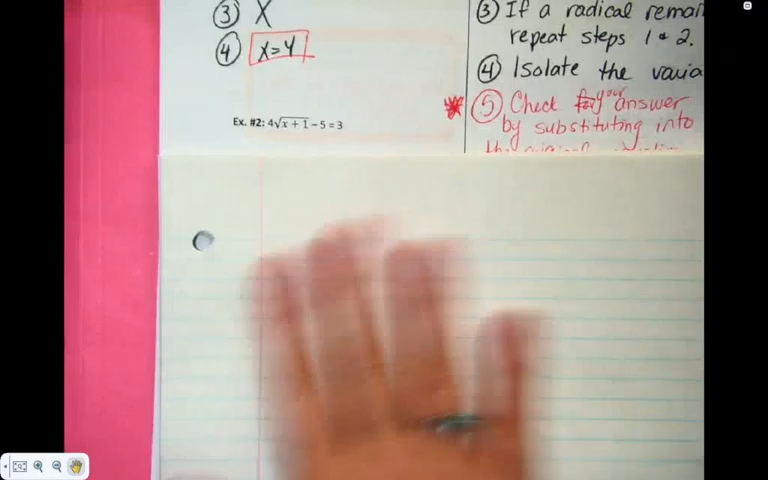 ③ X
④ x=4
Ex. #2: 4√x + 1 – 5 = 3
③ If a radical remai
repeat steps 1 & 2.
④ Isolate the varia
⑤ Check your answer
by substituting into